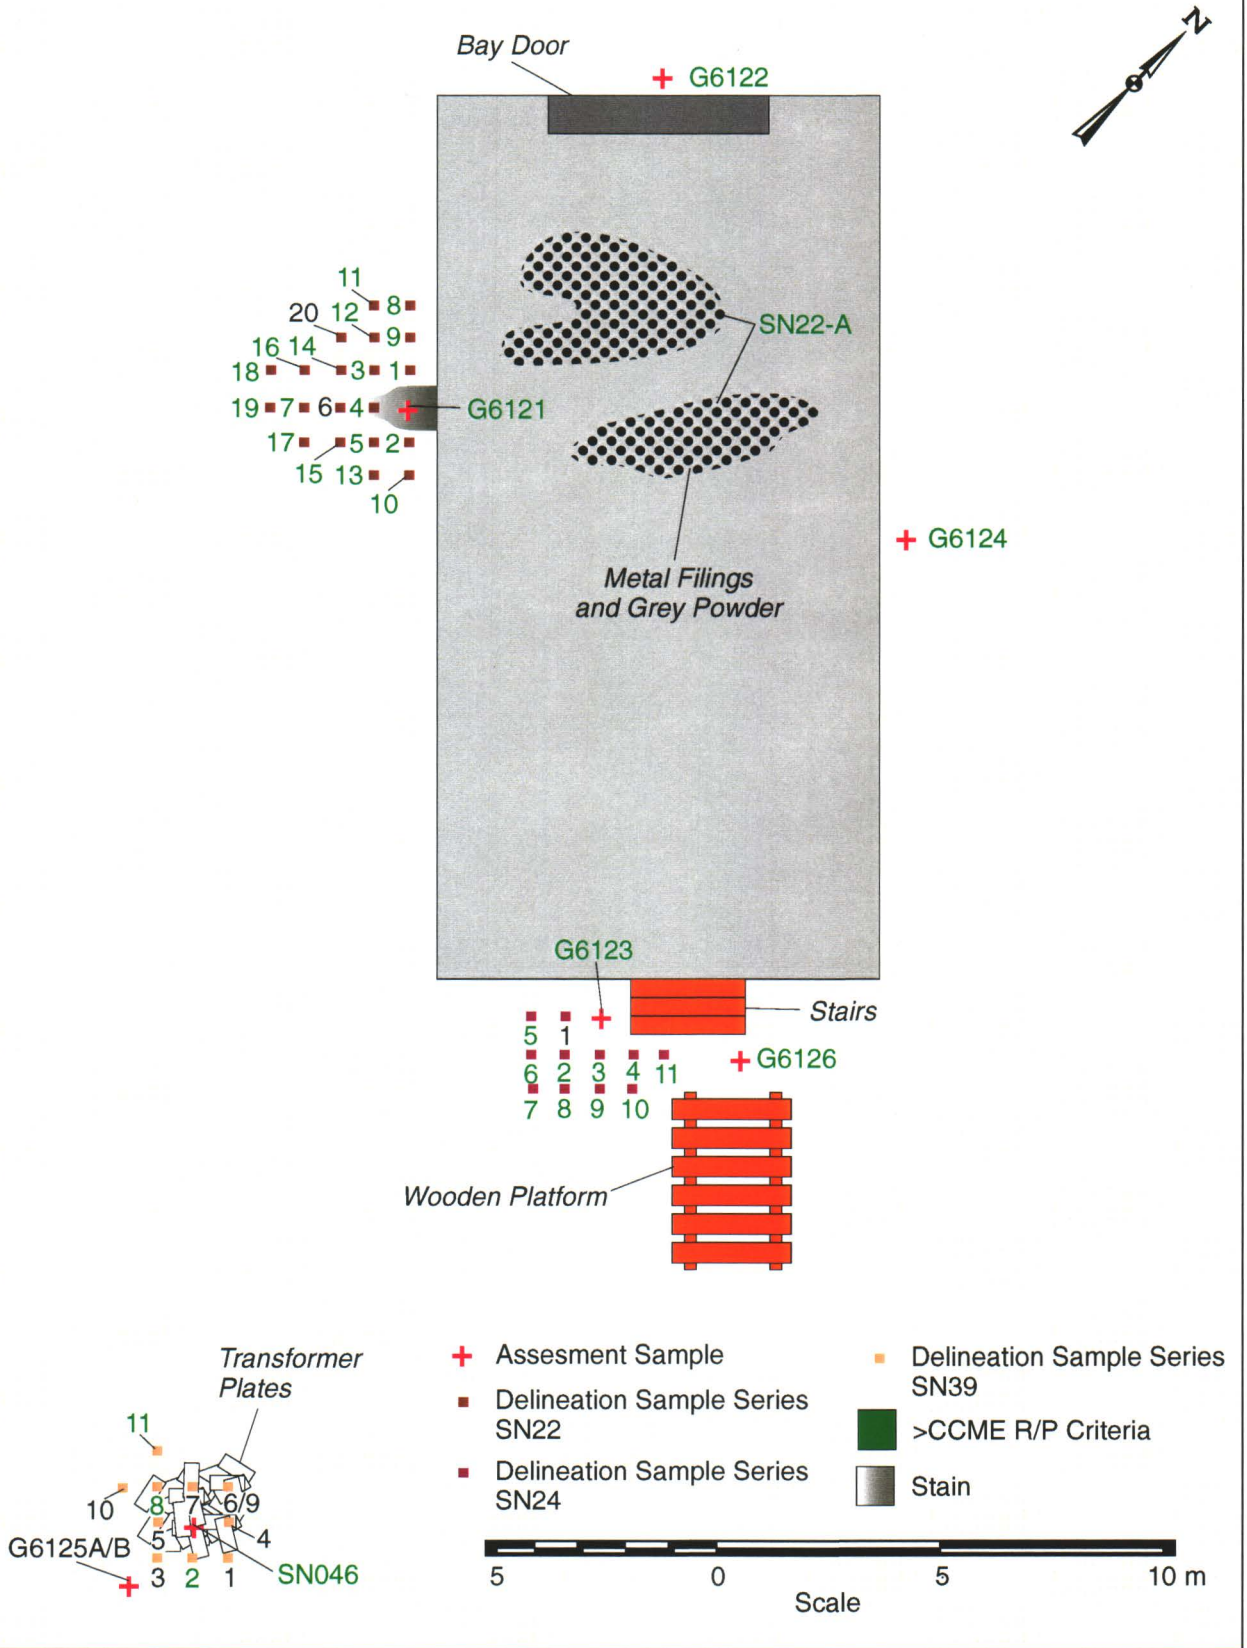 N
Bay Door
G6122
11
8
20 12
9
16 14
18
3
1
SN22-A
19
7
6
4
G6121
17
5
2
15
13
10
G6124
Metal Filings
and Grey Powder
G6123
Stairs
5
1
G6126
6
2
3
4
11
7
8
9
10
Wooden Platform
Transformer
Plates
11
10
8
7
6/9
5
4
G6125A/B
3
2
1
SN046
Assesment Sample
Delineation Sample Series
SN22
Delineation Sample Series
SN24
Delineation Sample Series
SN39
>CCME R/P Criteria
Stain
5
0
5
10 m
Scale